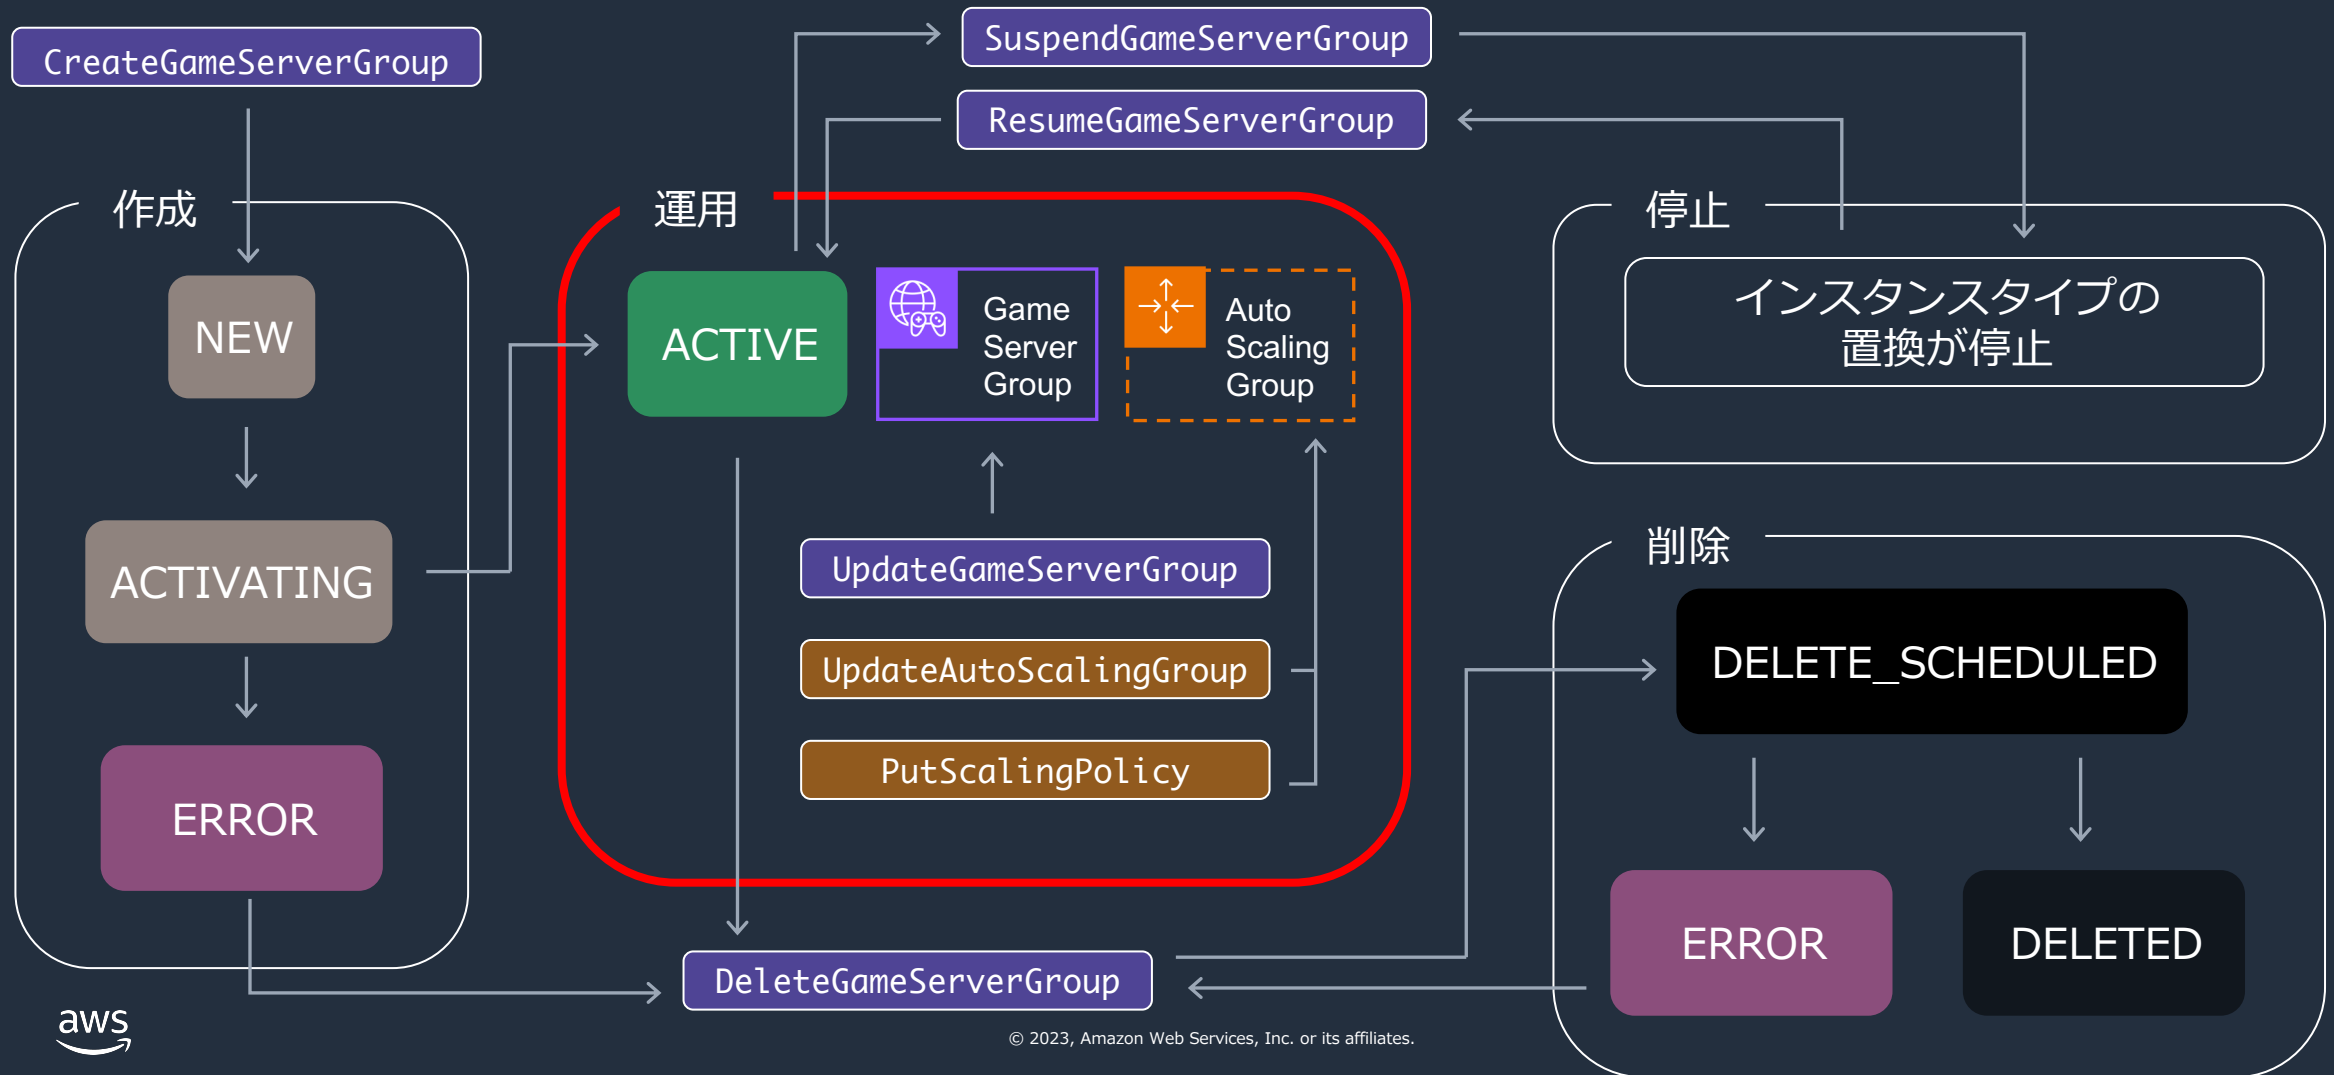 CreateGameServerGroup
SuspendGameServerGroup
ResumeGameServerGroup
作成
NEW
ACTIVATING
ERROR
運用
ACTIVE
Game
Server
Group
Auto
Scaling
Group
UpdateGameServerGroup
UpdateAutoScalingGroup
PutScalingPolicy
停止
インスタンスタイプの
置換が停止
削除
DELETE_SCHEDULED
ERROR
DELETED
DeleteGameServerGroup
aws
© 2023, Amazon Web Services, Inc. or its affiliates.